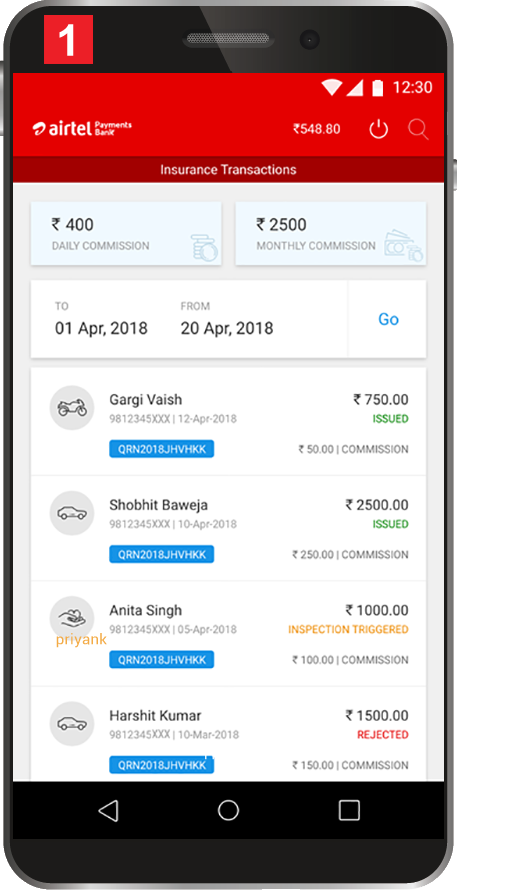 1
12:30
airtel Payments Bank
₹548.80
Insurance Transactions
₹ 400
DAILY COMMISSION
₹ 2500
MONTHLY COMMISSION
TO
01 Apr, 2018
FROM
20 Apr, 2018
Go
Gargi Vaish
₹ 750.00
9812345XXX | 12-Apr-2018
ISSUED
QRN2018JHVHKK
₹ 50.00 | COMMISSION
Shobhit Baweja
₹ 2500.00
9812345XXX | 10-Apr-2018
ISSUED
QRN2018JHVHKK
₹ 250.00 | COMMISSION
Anita Singh
₹ 1000.00
9812345XXX | 05-Apr-2018
INSPECTION TRIGGERED
priyank
QRN2018JHVHKK
₹ 100.00 | COMMISSION
Harshit Kumar
₹ 1500.00
9812345XXX | 10-Mar-2018
REJECTED
QRN2018JHVHKK
₹ 150.00 | COMMISSION